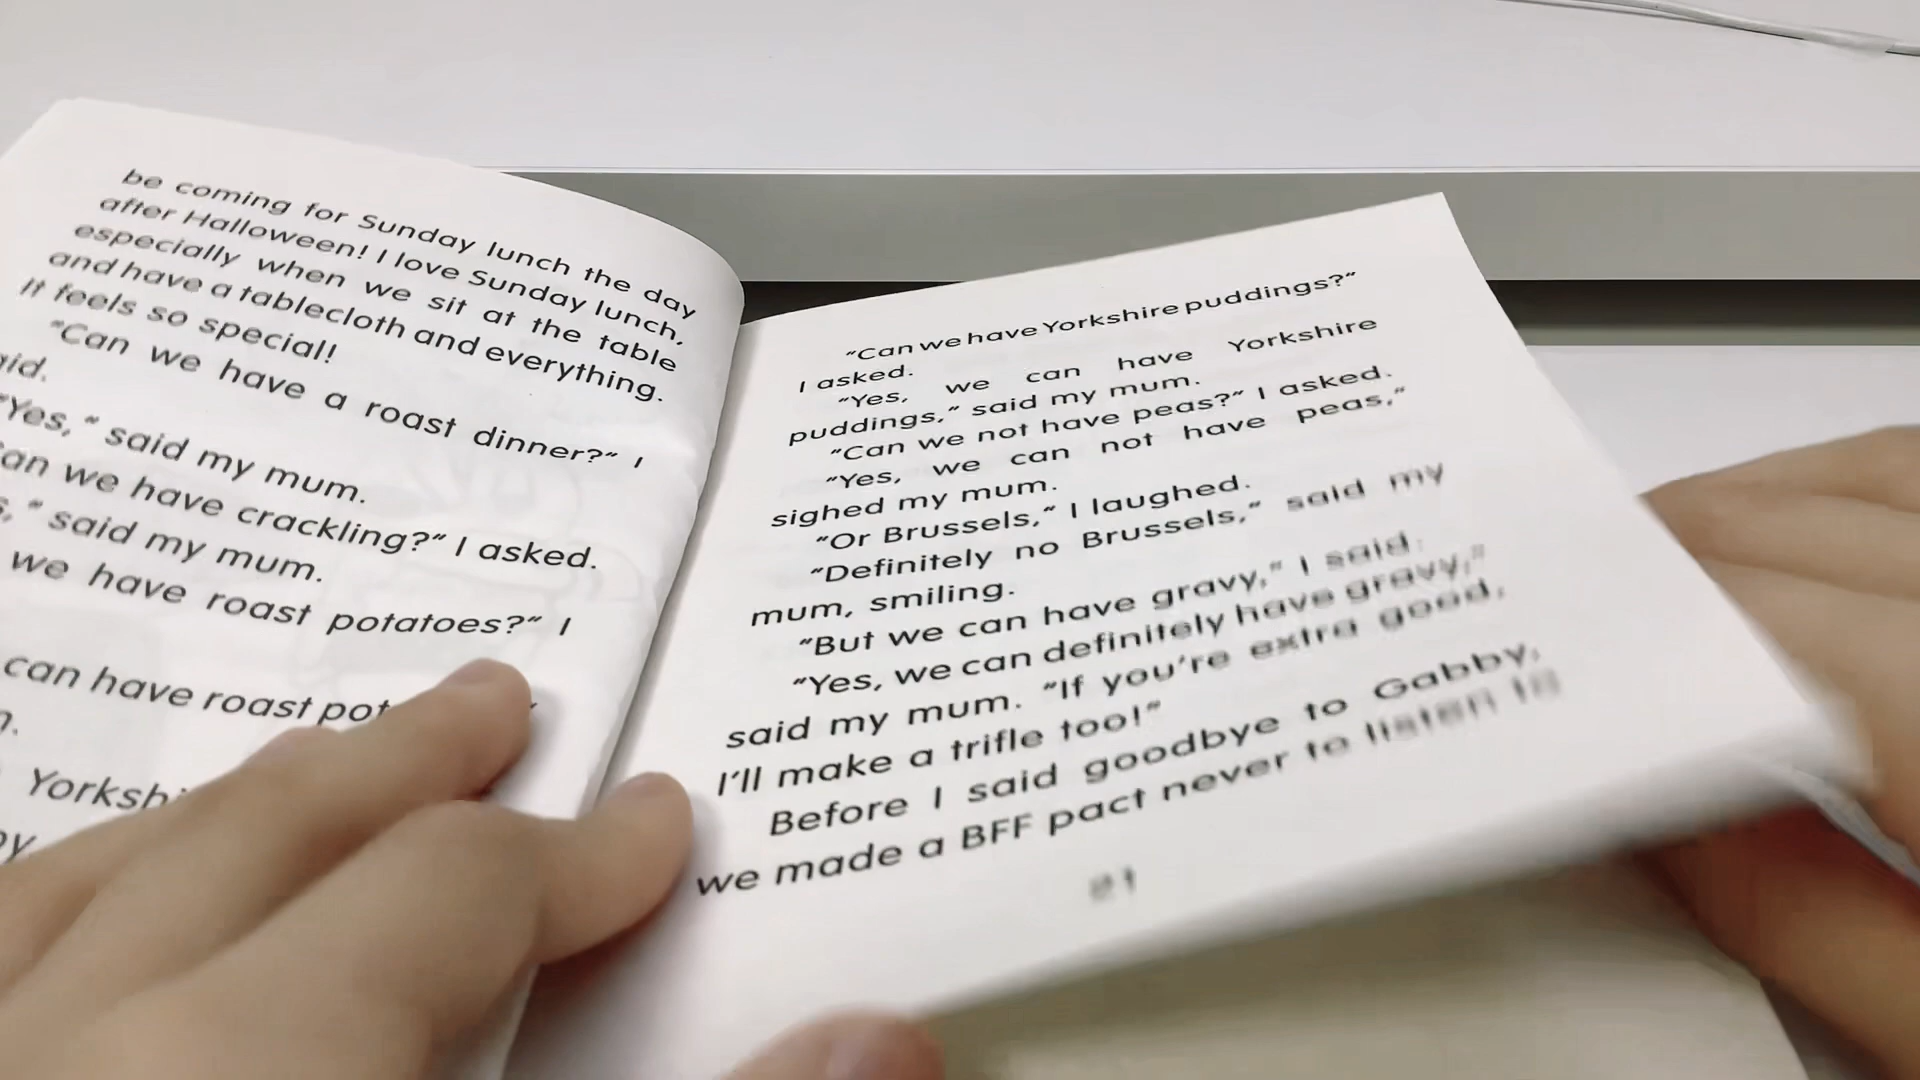 be coming for Sunday lunch the day
after Halloween! I love Sunday lunch,
especially when we sit at the table
and have a tablecloth and everything.
It feels so special!
"Can we have a roast dinner?" I
"Yes," said my mum.
we have crackling?" I asked.
said my mum.
we have roast potatoes?" I
can have roast
by
"Can we have Yorkshire puddings?"
I asked.
"Yes, we can have Yorkshire
puddings," said my mum.
"Can we not have peas?" I asked.
"Yes, we can not have peas,"
sighed my mum.
"Or Brussels," I laughed.
"Definitely no Brussels," said my
mum, smiling.
"But we can have gravy," I said.
"Yes, we can definitely have gravy,"
said my mum. "If you're extra good,
I'll make a trifle too!"
Before I said goodbye to Gabby,
we made a BFF pact never to listen to